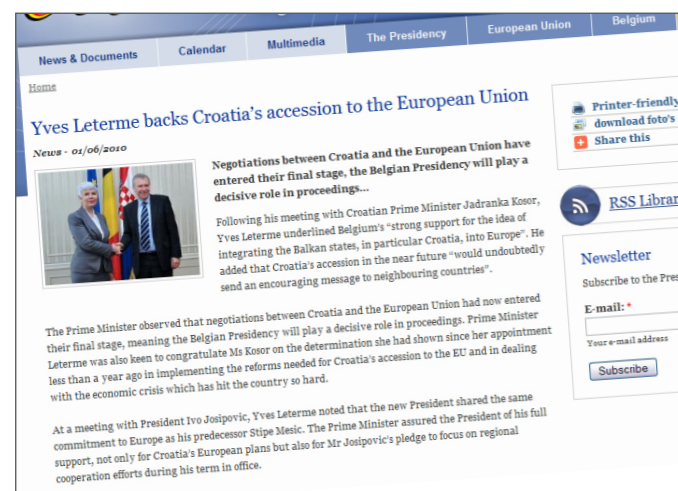 News & Documents
Calendar
Multimedia
The Presidency
European Union
Belgium
Home
Yves Leterme backs Croatia's accession to the European Union
News - 01/06/2010
Negotiations between Croatia and the European Union have
entered their final stage, the Belgian Presidency will play a
decisive role in proceedings...
Following his meeting with Croatian Prime Minister Jadranka Kosor,
Yves Leterme underlined Belgium's “strong support for the idea of
integrating the Balkan states, in particular Croatia, into Europe”. He
added that Croatia's accession in the near future “would undoubtedly
send an encouraging message to neighbouring countries”.
The Prime Minister observed that negotiations between Croatia and the European Union had now entered
their final stage, meaning the Belgian Presidency will play a decisive role in proceedings. Prime Minister
Leterme was also keen to congratulate Ms Kosor on the determination she had shown since her appointment
less than a year ago in implementing the reforms needed for Croatia's accession to the EU and in dealing
with the economic crisis which has hit the country so hard.
At a meeting with President Ivo Josipovic, Yves Leterme noted that the new President shared the same
commitment to Europe as his predecessor Stipe Mesic. The Prime Minister assured the President of his full
support, not only for Croatia's European plans but also for Mr Josipovic's pledge to focus on regional
cooperation efforts during his term in office.
Printer-friendly
download foto's
Share this
RSS Librar
Newsletter
Subscribe to the Pres
E-mail: *
Your e-mail address
Subscribe